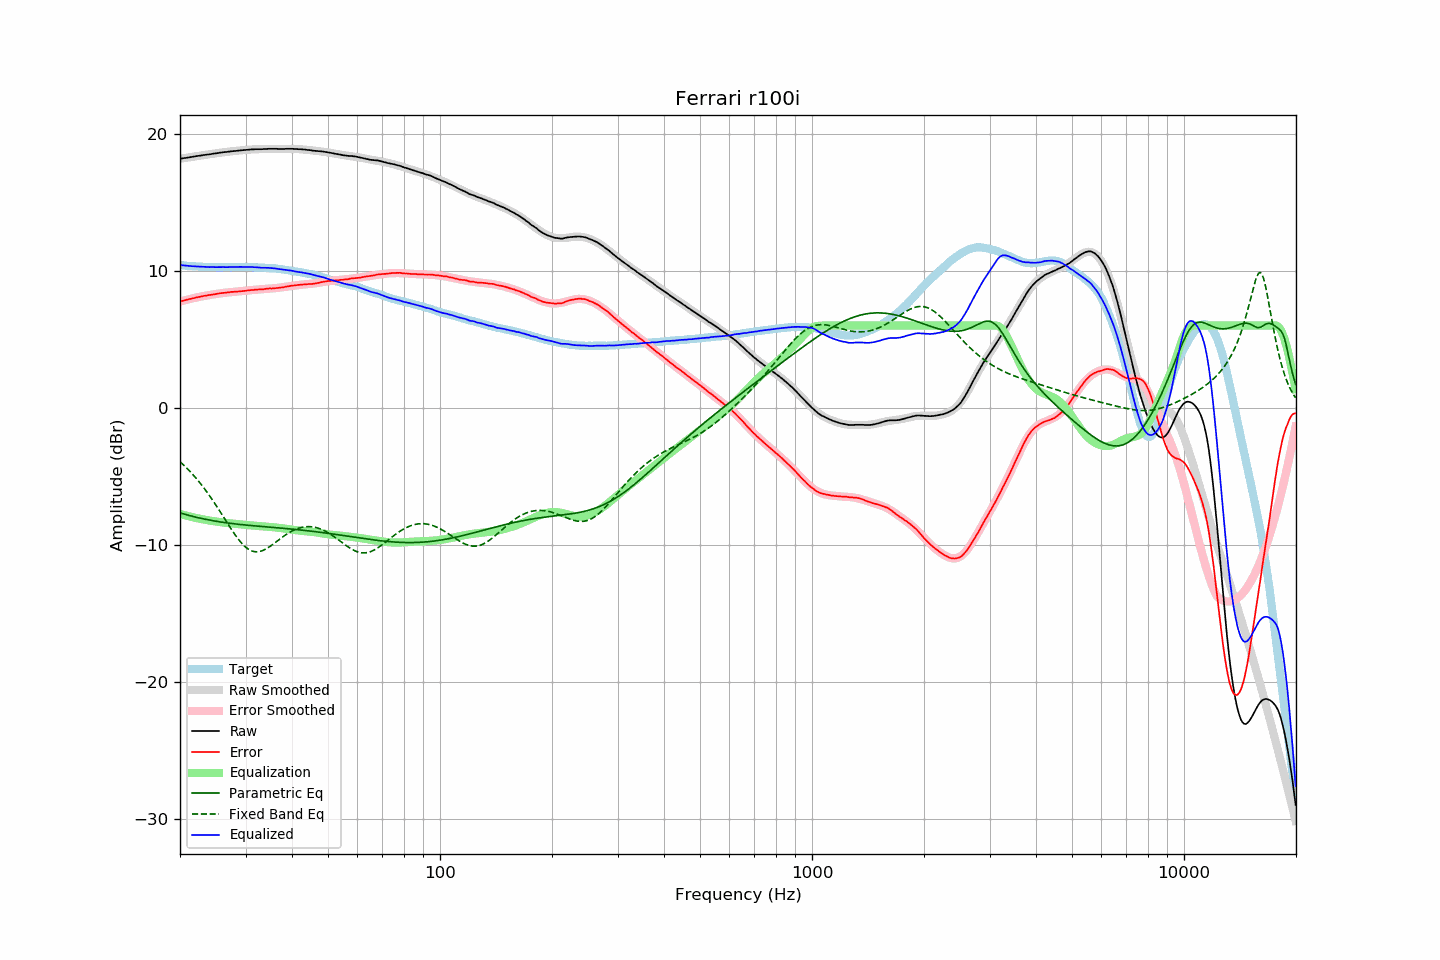 Ferrari r100i
20
10
0
−10
−20
−30
Amplitude (dBr)
Target
Raw Smoothed
Error Smoothed
Raw
Error
Equalization
Parametric Eq
Fixed Band Eq
Equalized
100
1000
10000
Frequency (Hz)